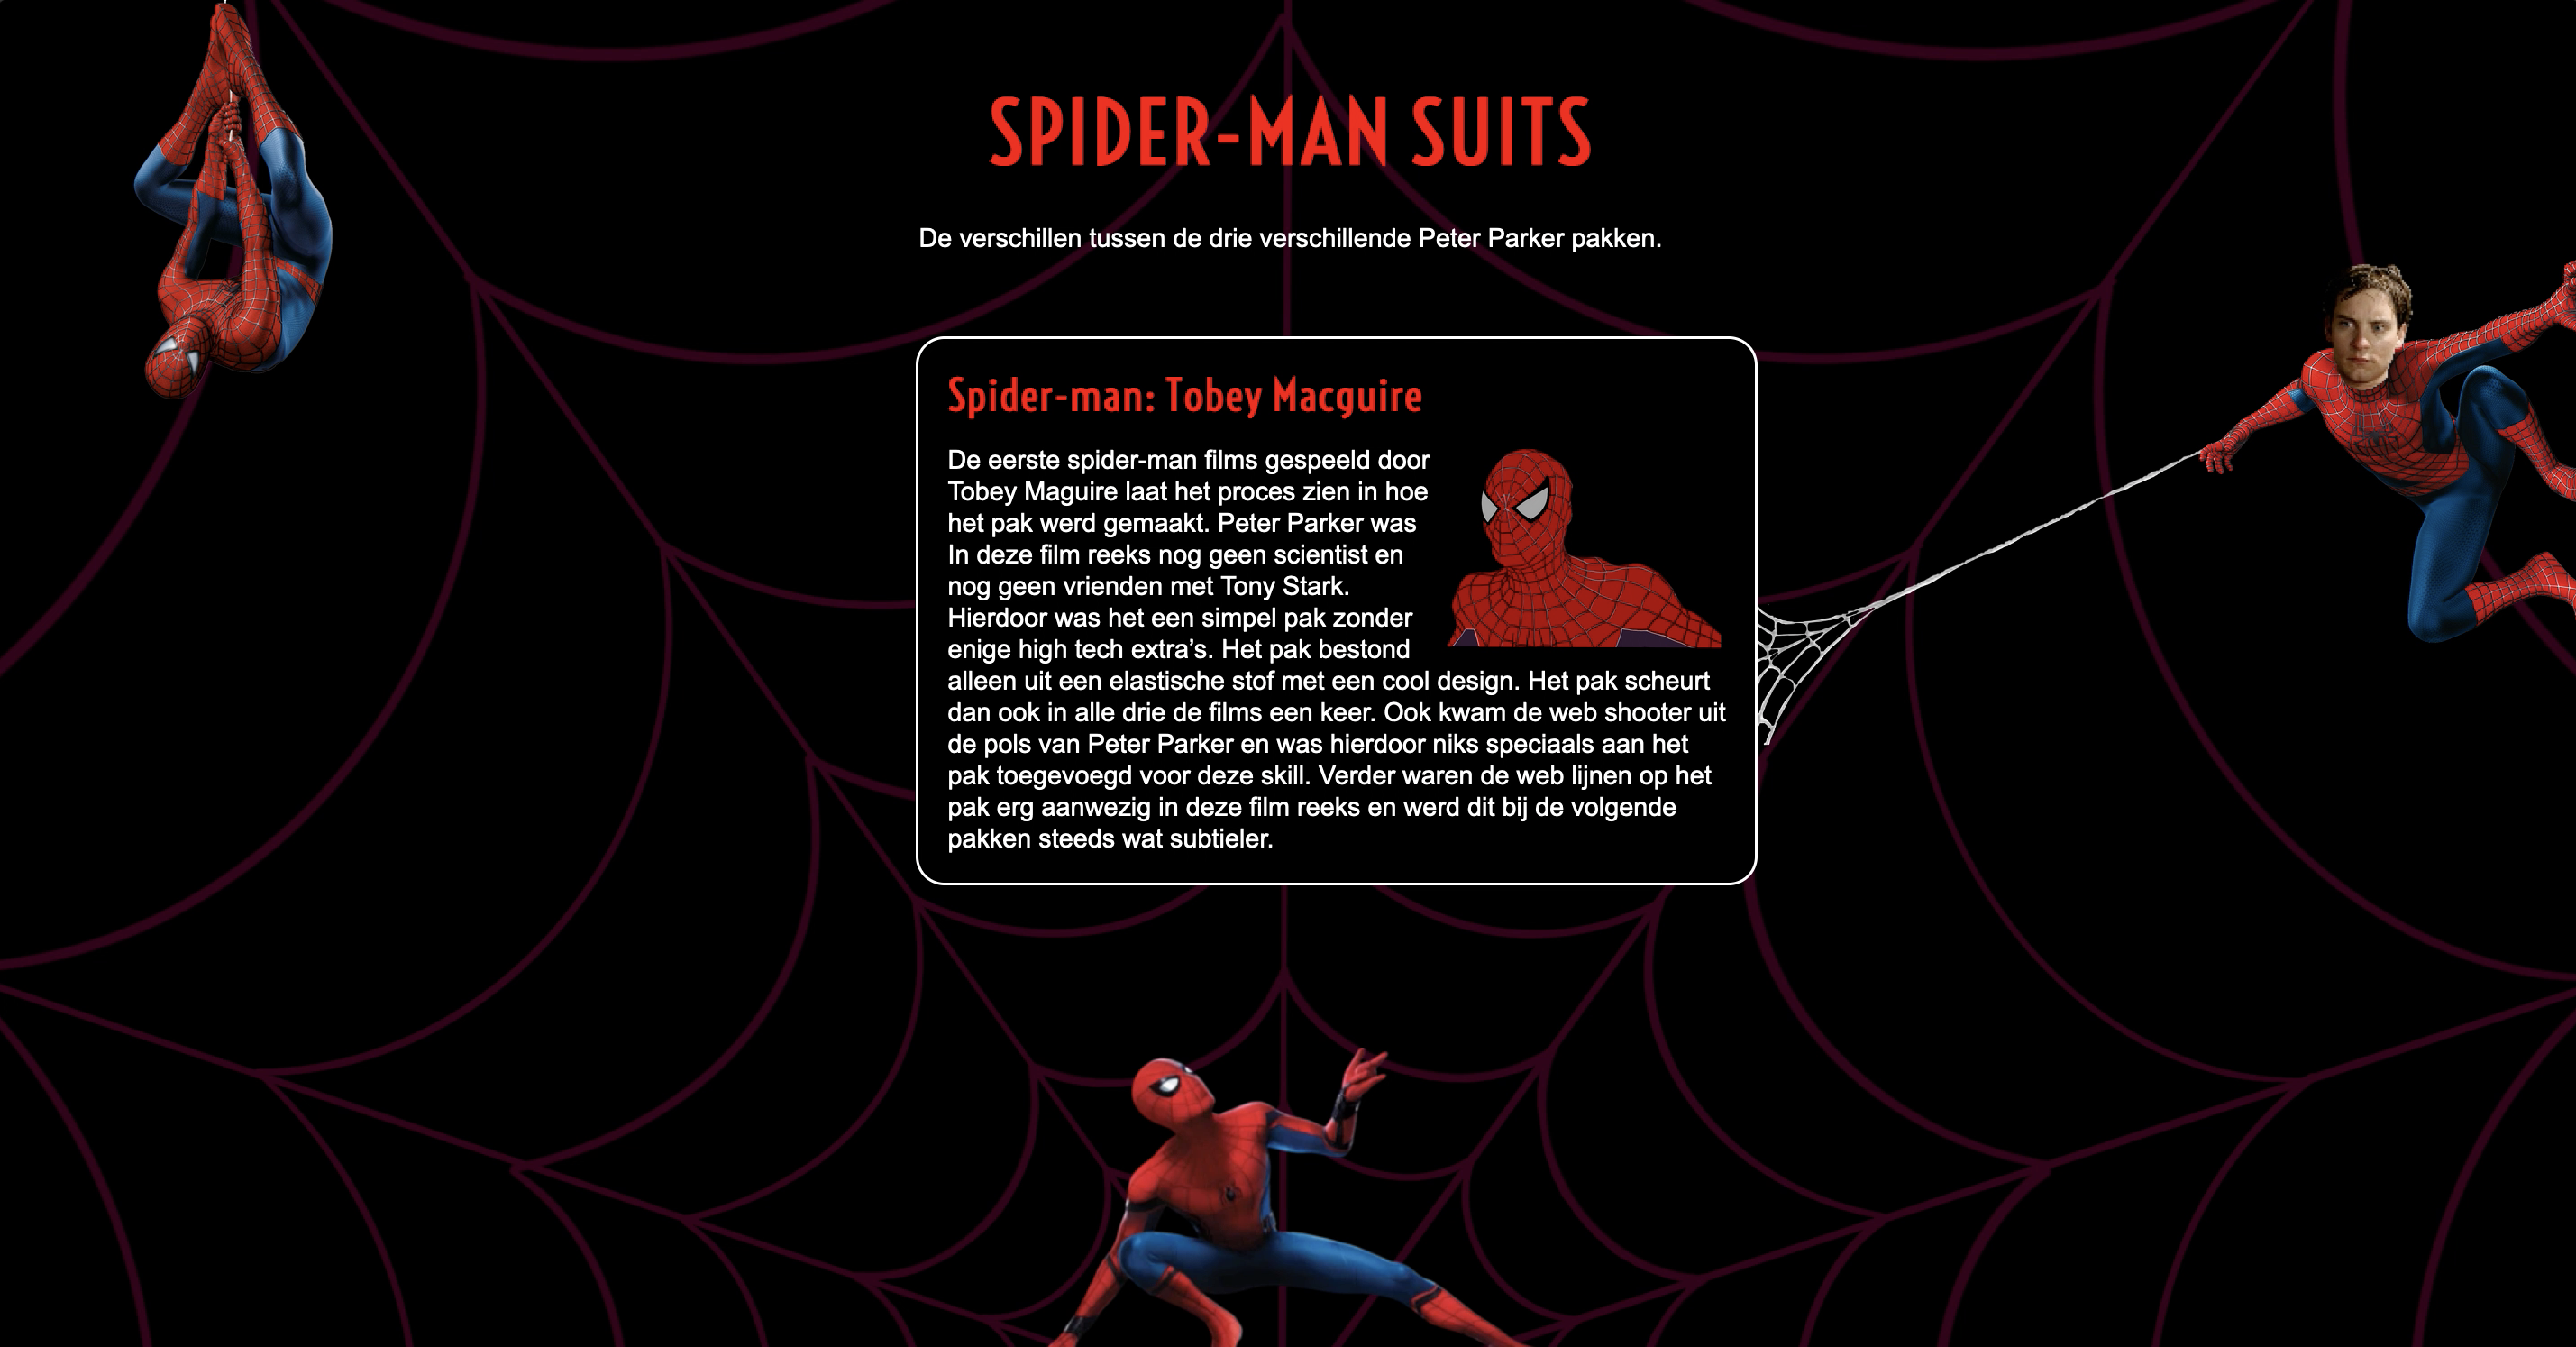 SPIDER-MAN SUITS
De verschillen tussen de drie verschillende Peter Parker pakken.
Spider-man: Tobey Macguire
De eerste spider-man films gespeeld door
Tobey Maguire laat het proces zien in hoe
het pak werd gemaakt. Peter Parker was
In deze film reeks nog geen scientist en
nog geen vrienden met Tony Stark.
Hierdoor was het een simpel pak zonder
enige high tech extra’s. Het pak bestond
alleen uit een elastische stof met een cool design. Het pak scheurt
dan ook in alle drie de films een keer. Ook kwam de web shooter uit
de pols van Peter Parker en was hierdoor niks speciaals aan het
pak toegevoegd voor deze skill. Verder waren de web lijnen op het
pak erg aanwezig in deze film reeks en werd dit bij de volgende
pakken steeds wat subtieler.